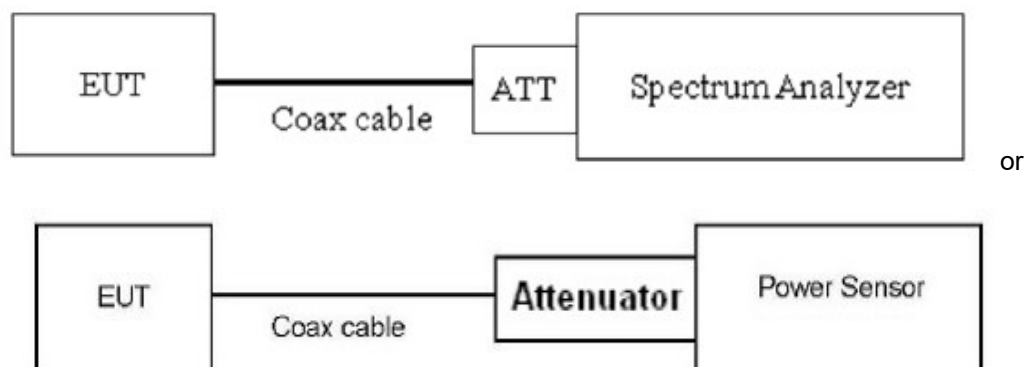 EUT
ATT
Spectrum Analyzer
Coax cable
or
EUT
Attenuator
Power Sensor
Coax cable